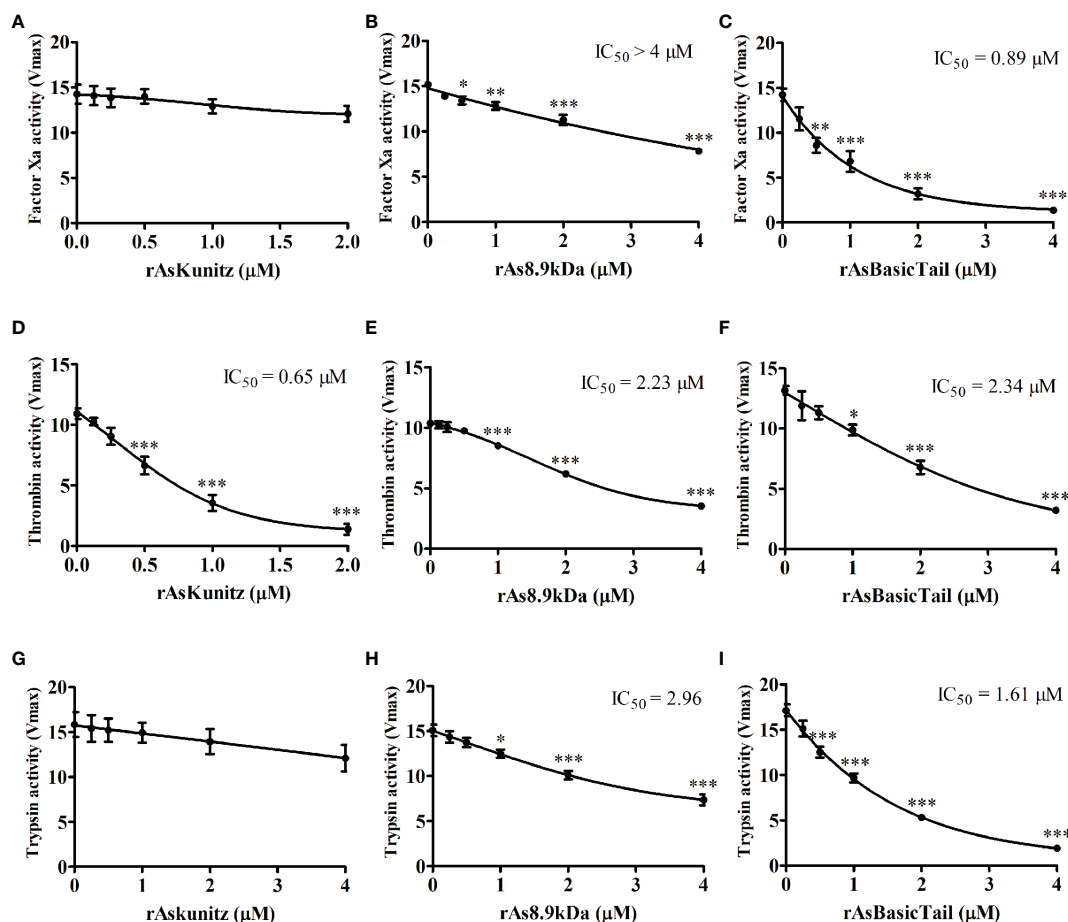 A
Factor Xa activity (Vmax)
20
15
10
5
0
0.0 0.5 1.0 1.5 2.0
rAsKunitz (μM)
B
Factor Xa activity (Vmax)
20
15
10
5
0
IC50 > 4 μM
* ** *** ***
0 1 2 3 4
rAs8.9kDa (μM)
C
Factor Xa activity (Vmax)
20
15
10
5
0
IC50 = 0.89 μM
** *** *** ***
0 1 2 3 4
rAsBasicTail (μM)
D
Thrombin activity (Vmax)
15
10
5
0
IC50 = 0.65 μM
*** *** ***
0.0 0.5 1.0 1.5 2.0
rAsKunitz (μM)
E
Thrombin activity (Vmax)
15
10
5
0
IC50 = 2.23 μM
*** *** ***
0 1 2 3 4
rAs8.9kDa (μM)
F
Thrombin activity (Vmax)
15
10
5
0
IC50 = 2.34 μM
* *** ***
0 1 2 3 4
rAsBasicTail (μM)
G
Trypsin activity (Vmax)
20
15
10
5
0
0 1 2 3 4
rAskunitz (μM)
H
Trypsin activity (Vmax)
20
15
10
5
0
IC50 = 2.96
* *** ***
0 1 2 3 4
rAs8.9kDa (μM)
I
Trypsin activity (Vmax)
20
15
10
5
0
IC50 = 1.61 μM
*** *** *** ***
0 1 2 3 4
rAsBasicTail (μM)